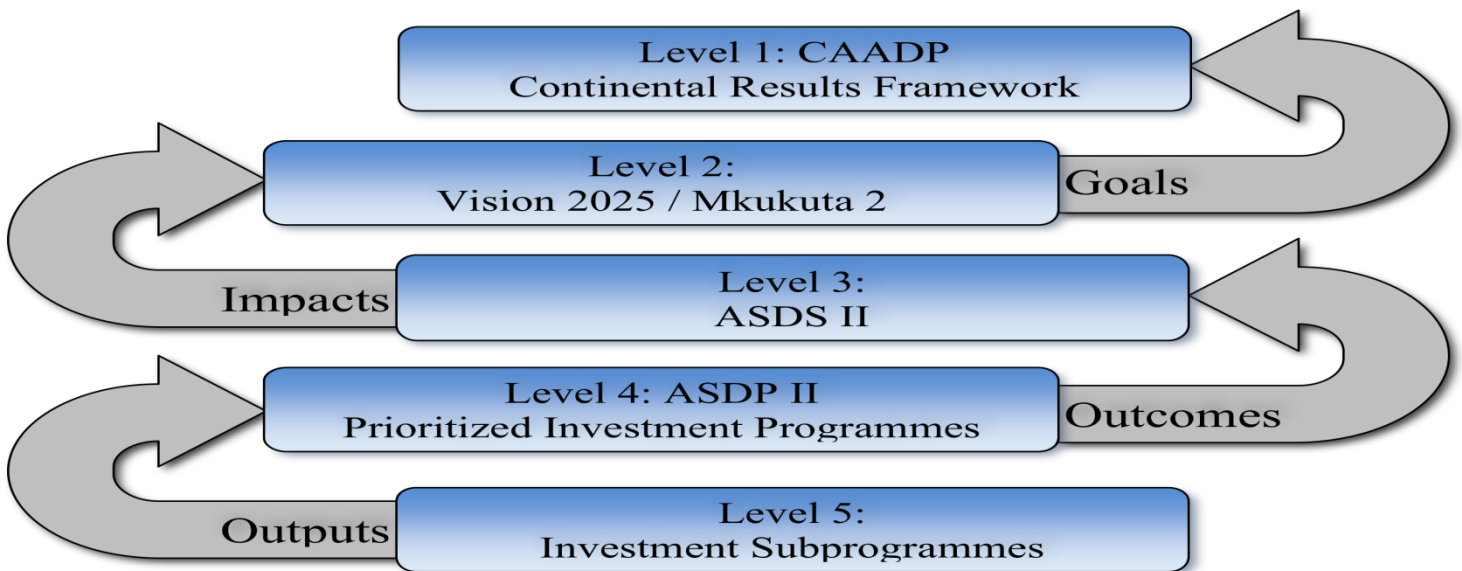 Level 1: CAADP
Continental Results Framework
Level 2:
Vision 2025 / Mkukuta 2
Goals
Level 3:
ASDS II
Impacts
Level 4: ASDP II
Prioritized Investment Programmes
Outcomes
Level 5:
Investment Subprogrammes
Outputs